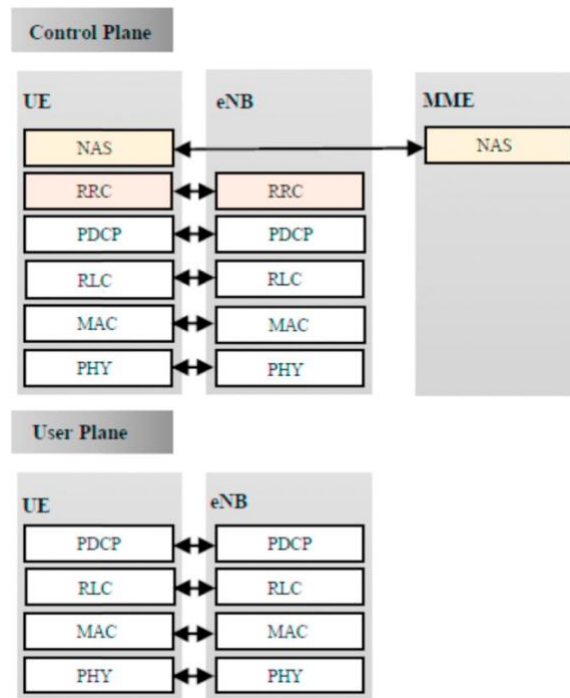 Control Plane
UE eNB MME
NAS NAS
RRC RRC
PDCP PDCP
RLC RLC
MAC MAC
PHY PHY
User Plane
UE eNB
PDCP PDCP
RLC RLC
MAC MAC
PHY PHY